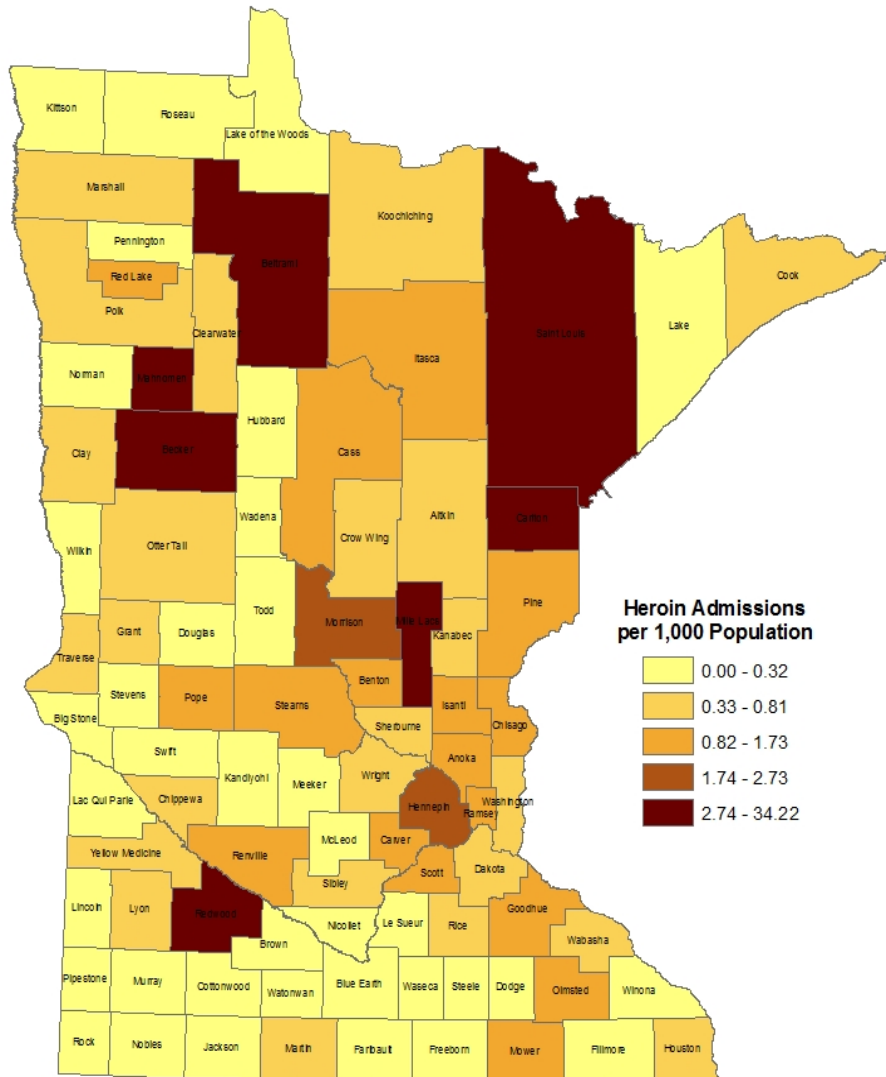 Kittson
Roseau
Lake of the Woods
Marshall
Koochiching
Pennington
Beltrami
Cook
Red Lake
Polk
Clearwater
Saint Louis
Lake
Itasca
Norman
Mahnomen
Hubbard
Clay
Becker
Cass
Wadena
Aitkin
Carlton
Crow Wing
Otter Tail
Wilkin
Pine
Todd
Morrison
Mille Lacs
Kanabec
Grant
Douglas
Traverse
Heroin Admissions
per 1,000 Population
0.00 - 0.32
0.33 - 0.81
0.82 - 1.73
1.74 - 2.73
2.74 - 34.22
Benton
Stevens
Pope
Stearns
Isanti
Chisago
Big Stone
Sherburne
Swift
Anoka
Kandiyohi
Meeker
Wright
Lac Qui Parle
Chippewa
Hennepin
Washington
Ramsey
McLeod
Carver
Yellow Medicine
Renville
Scott
Dakota
Sibley
Lincoln
Lyon
Redwood
Goodhue
Nicollet
Le Sueur
Rice
Brown
Wabasha
Pipestone
Murray
Cottonwood
Watonwan
Blue Earth
Waseca
Steele
Dodge
Olmsted
Winona
Rock
Nobles
Jackson
Martin
Faribault
Freeborn
Mower
Fillmore
Houston